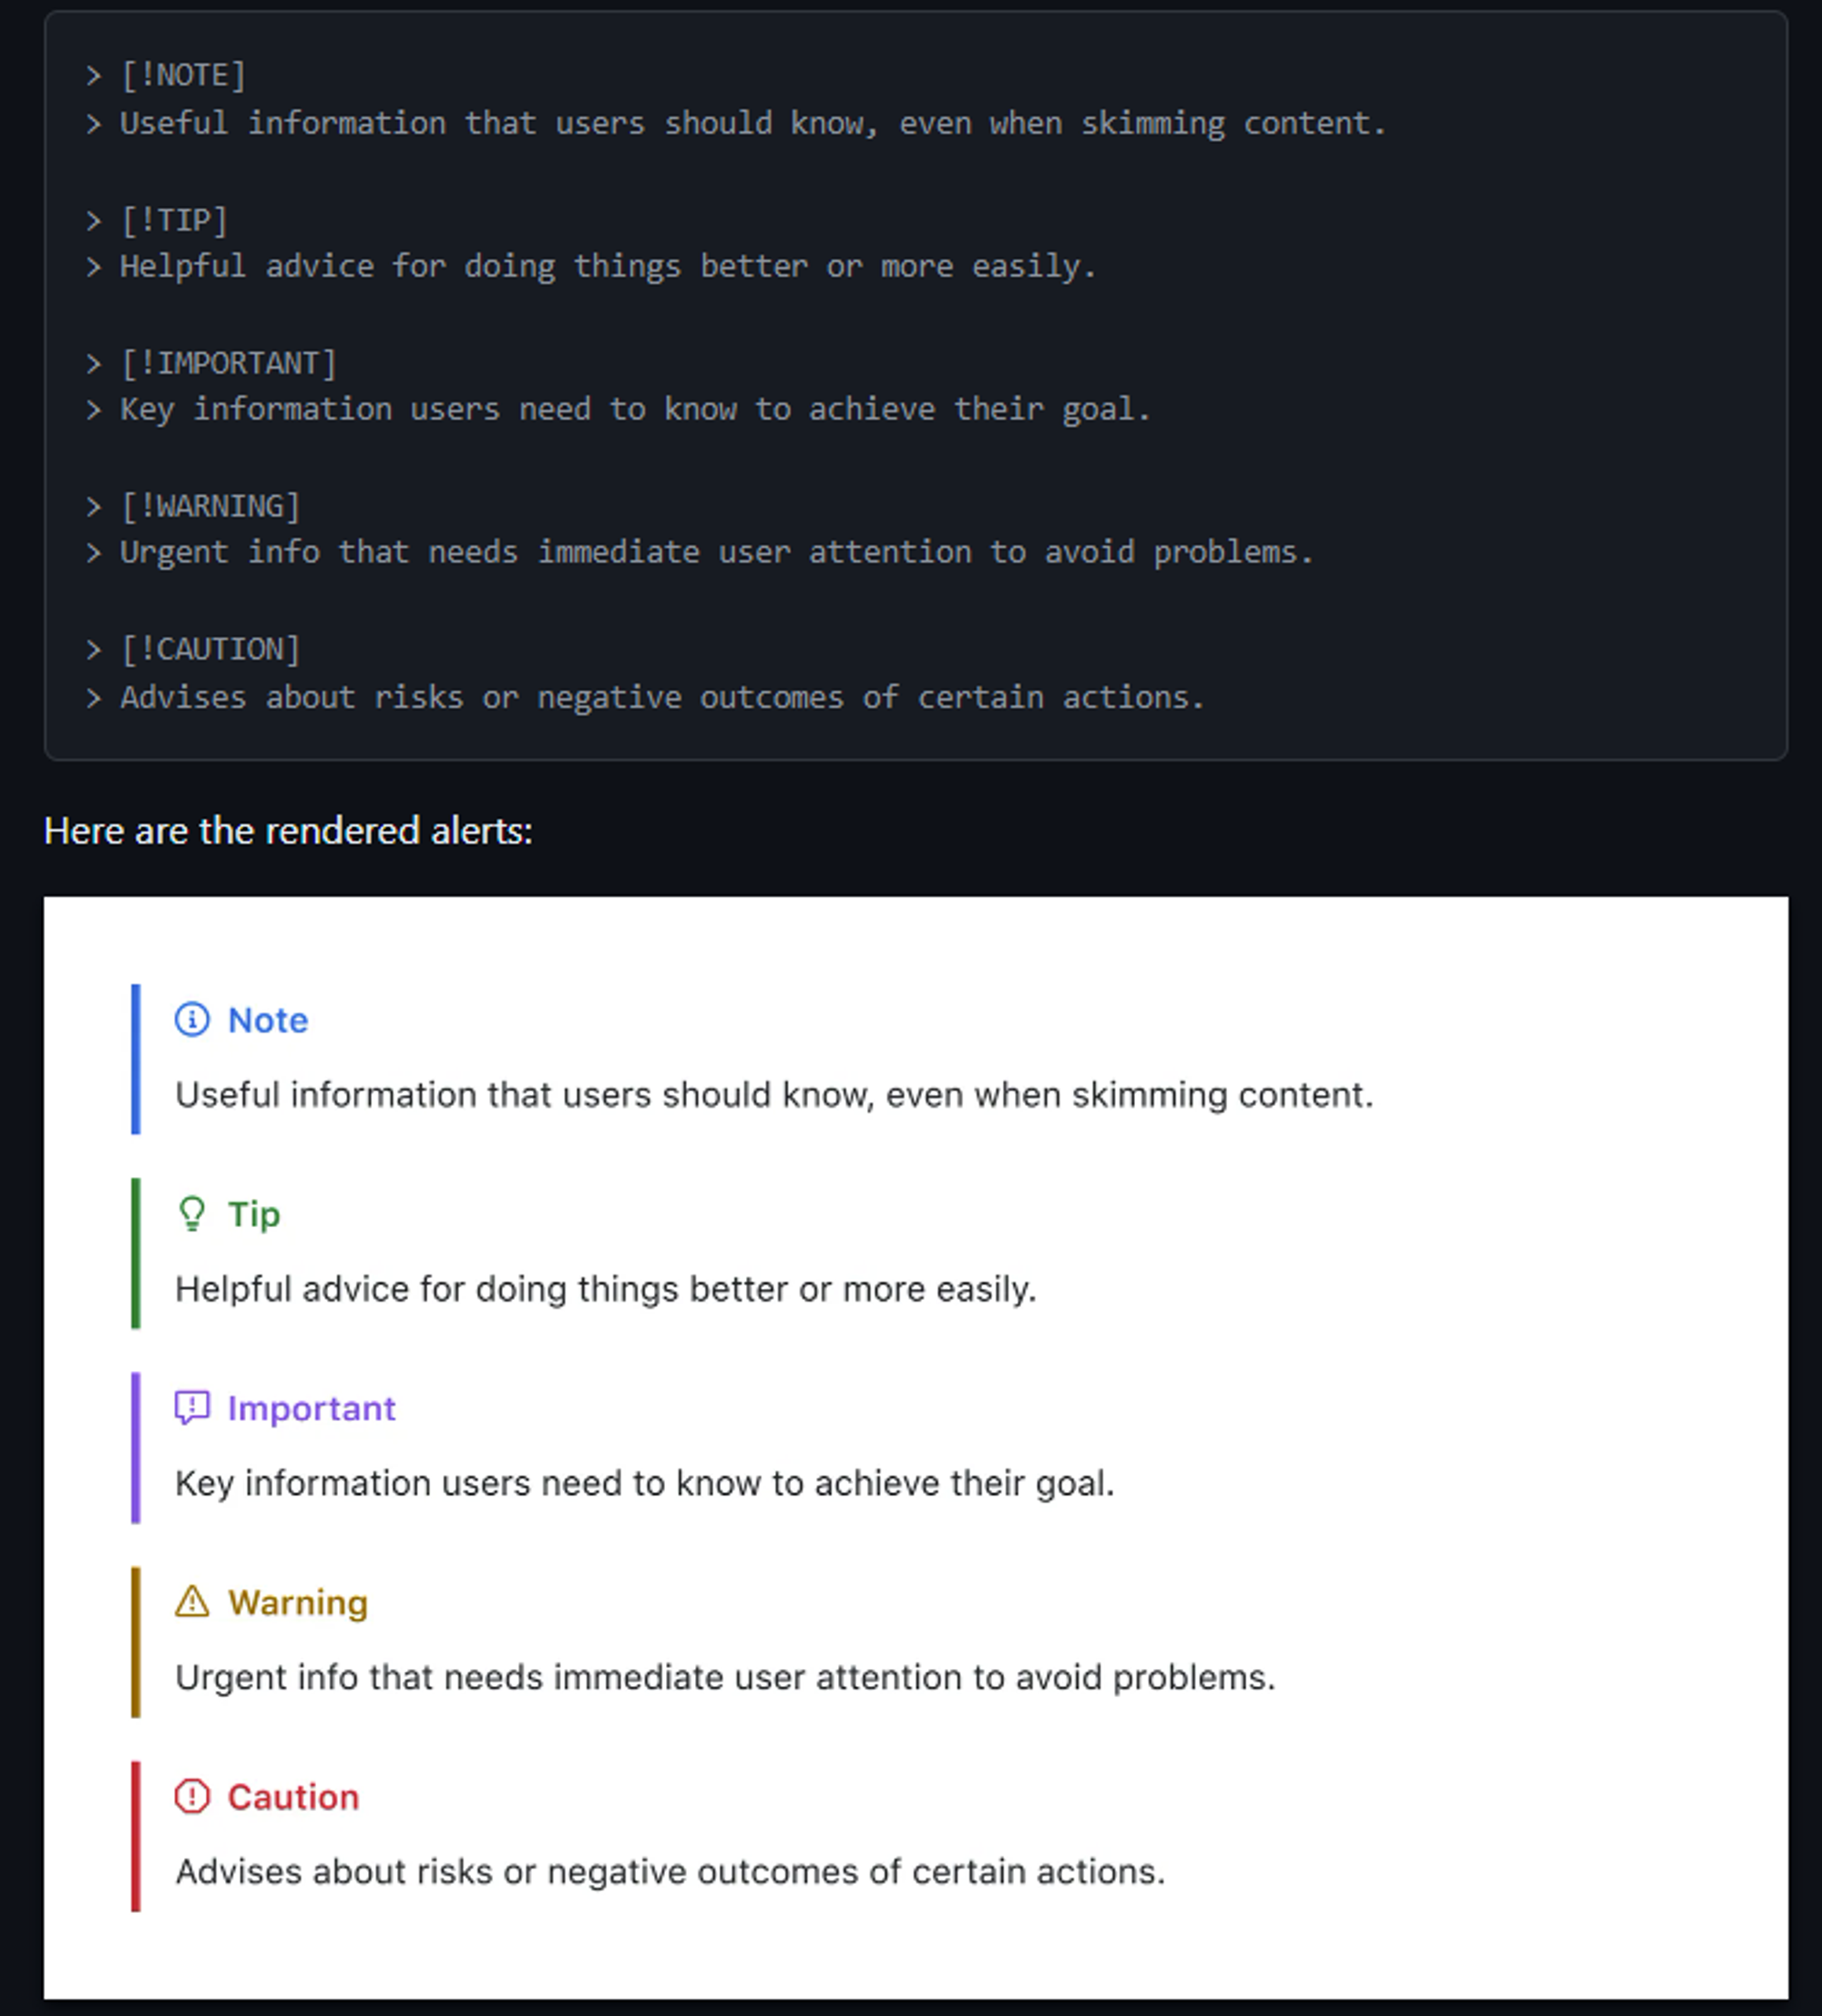 > [!NOTE]
> Useful information that users should know, even when skimming content.
> [!TIP]
> Helpful advice for doing things better or more easily.
> [!IMPORTANT]
> Key information users need to know to achieve their goal.
> [!WARNING]
> Urgent info that needs immediate user attention to avoid problems.
> [!CAUTION]
> Advises about risks or negative outcomes of certain actions.
Here are the rendered alerts:
Note
Useful information that users should know, even when skimming content.
Tip
Helpful advice for doing things better or more easily.
Important
Key information users need to know to achieve their goal.
Warning
Urgent info that needs immediate user attention to avoid problems.
Caution
Advises about risks or negative outcomes of certain actions.